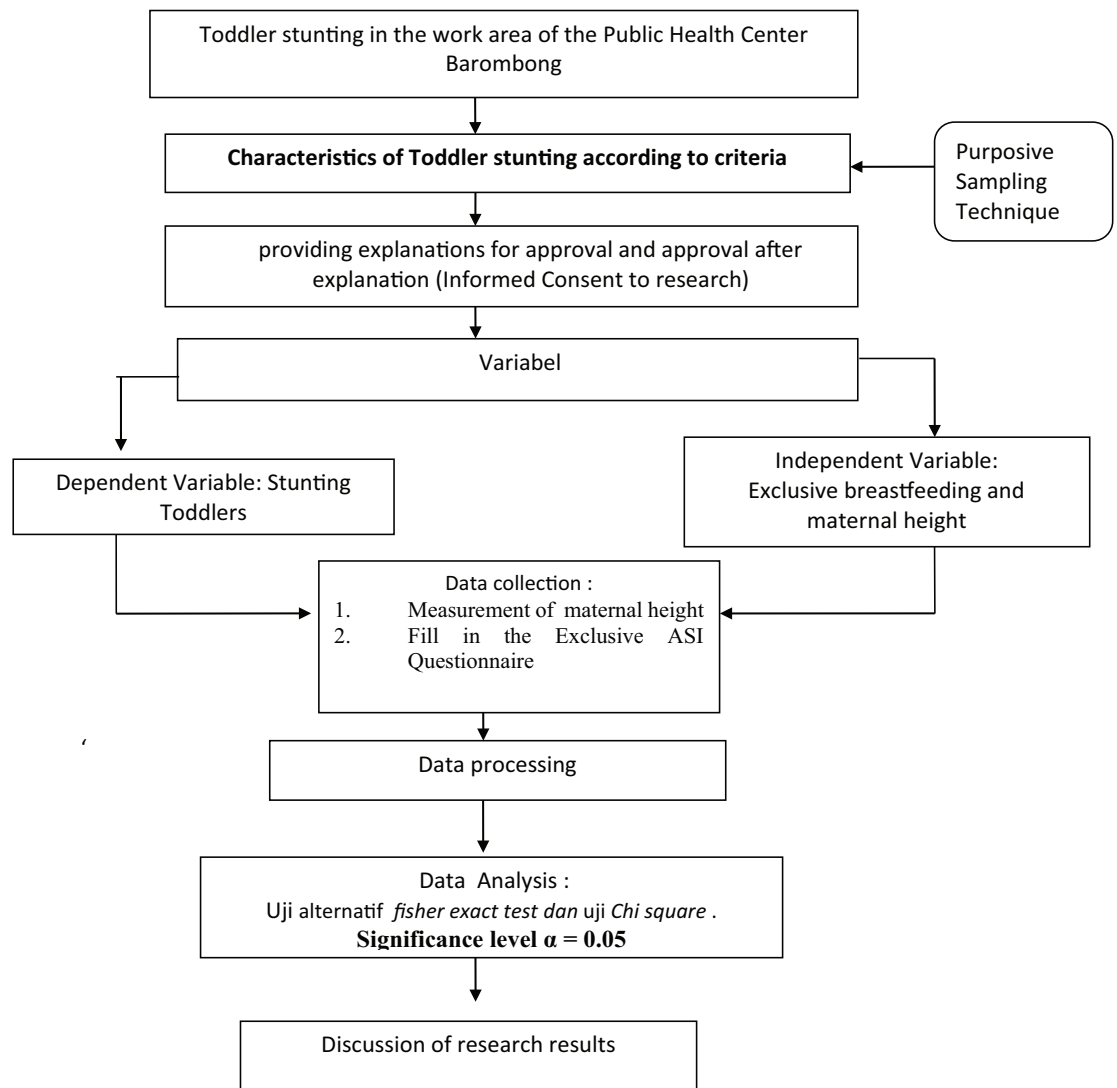 Toddler stunting in the work area of the Public Health Center
Barombong
Characteristics of Toddler stunting according to criteria
Purposive
Sampling
Technique
providing explanations for approval and approval after
explanation (Informed Consent to research)
Variabel
Dependent Variable: Stunting
Toddlers
Independent Variable:
Exclusive breastfeeding and
maternal height
Data collection :
1. Measurement of maternal height
2. Fill in the Exclusive ASI
Questionnaire
‘
Data processing
Data Analysis :
Uji alternatif fisher exact test dan uji Chi square .
Significance level α = 0.05
Discussion of research results